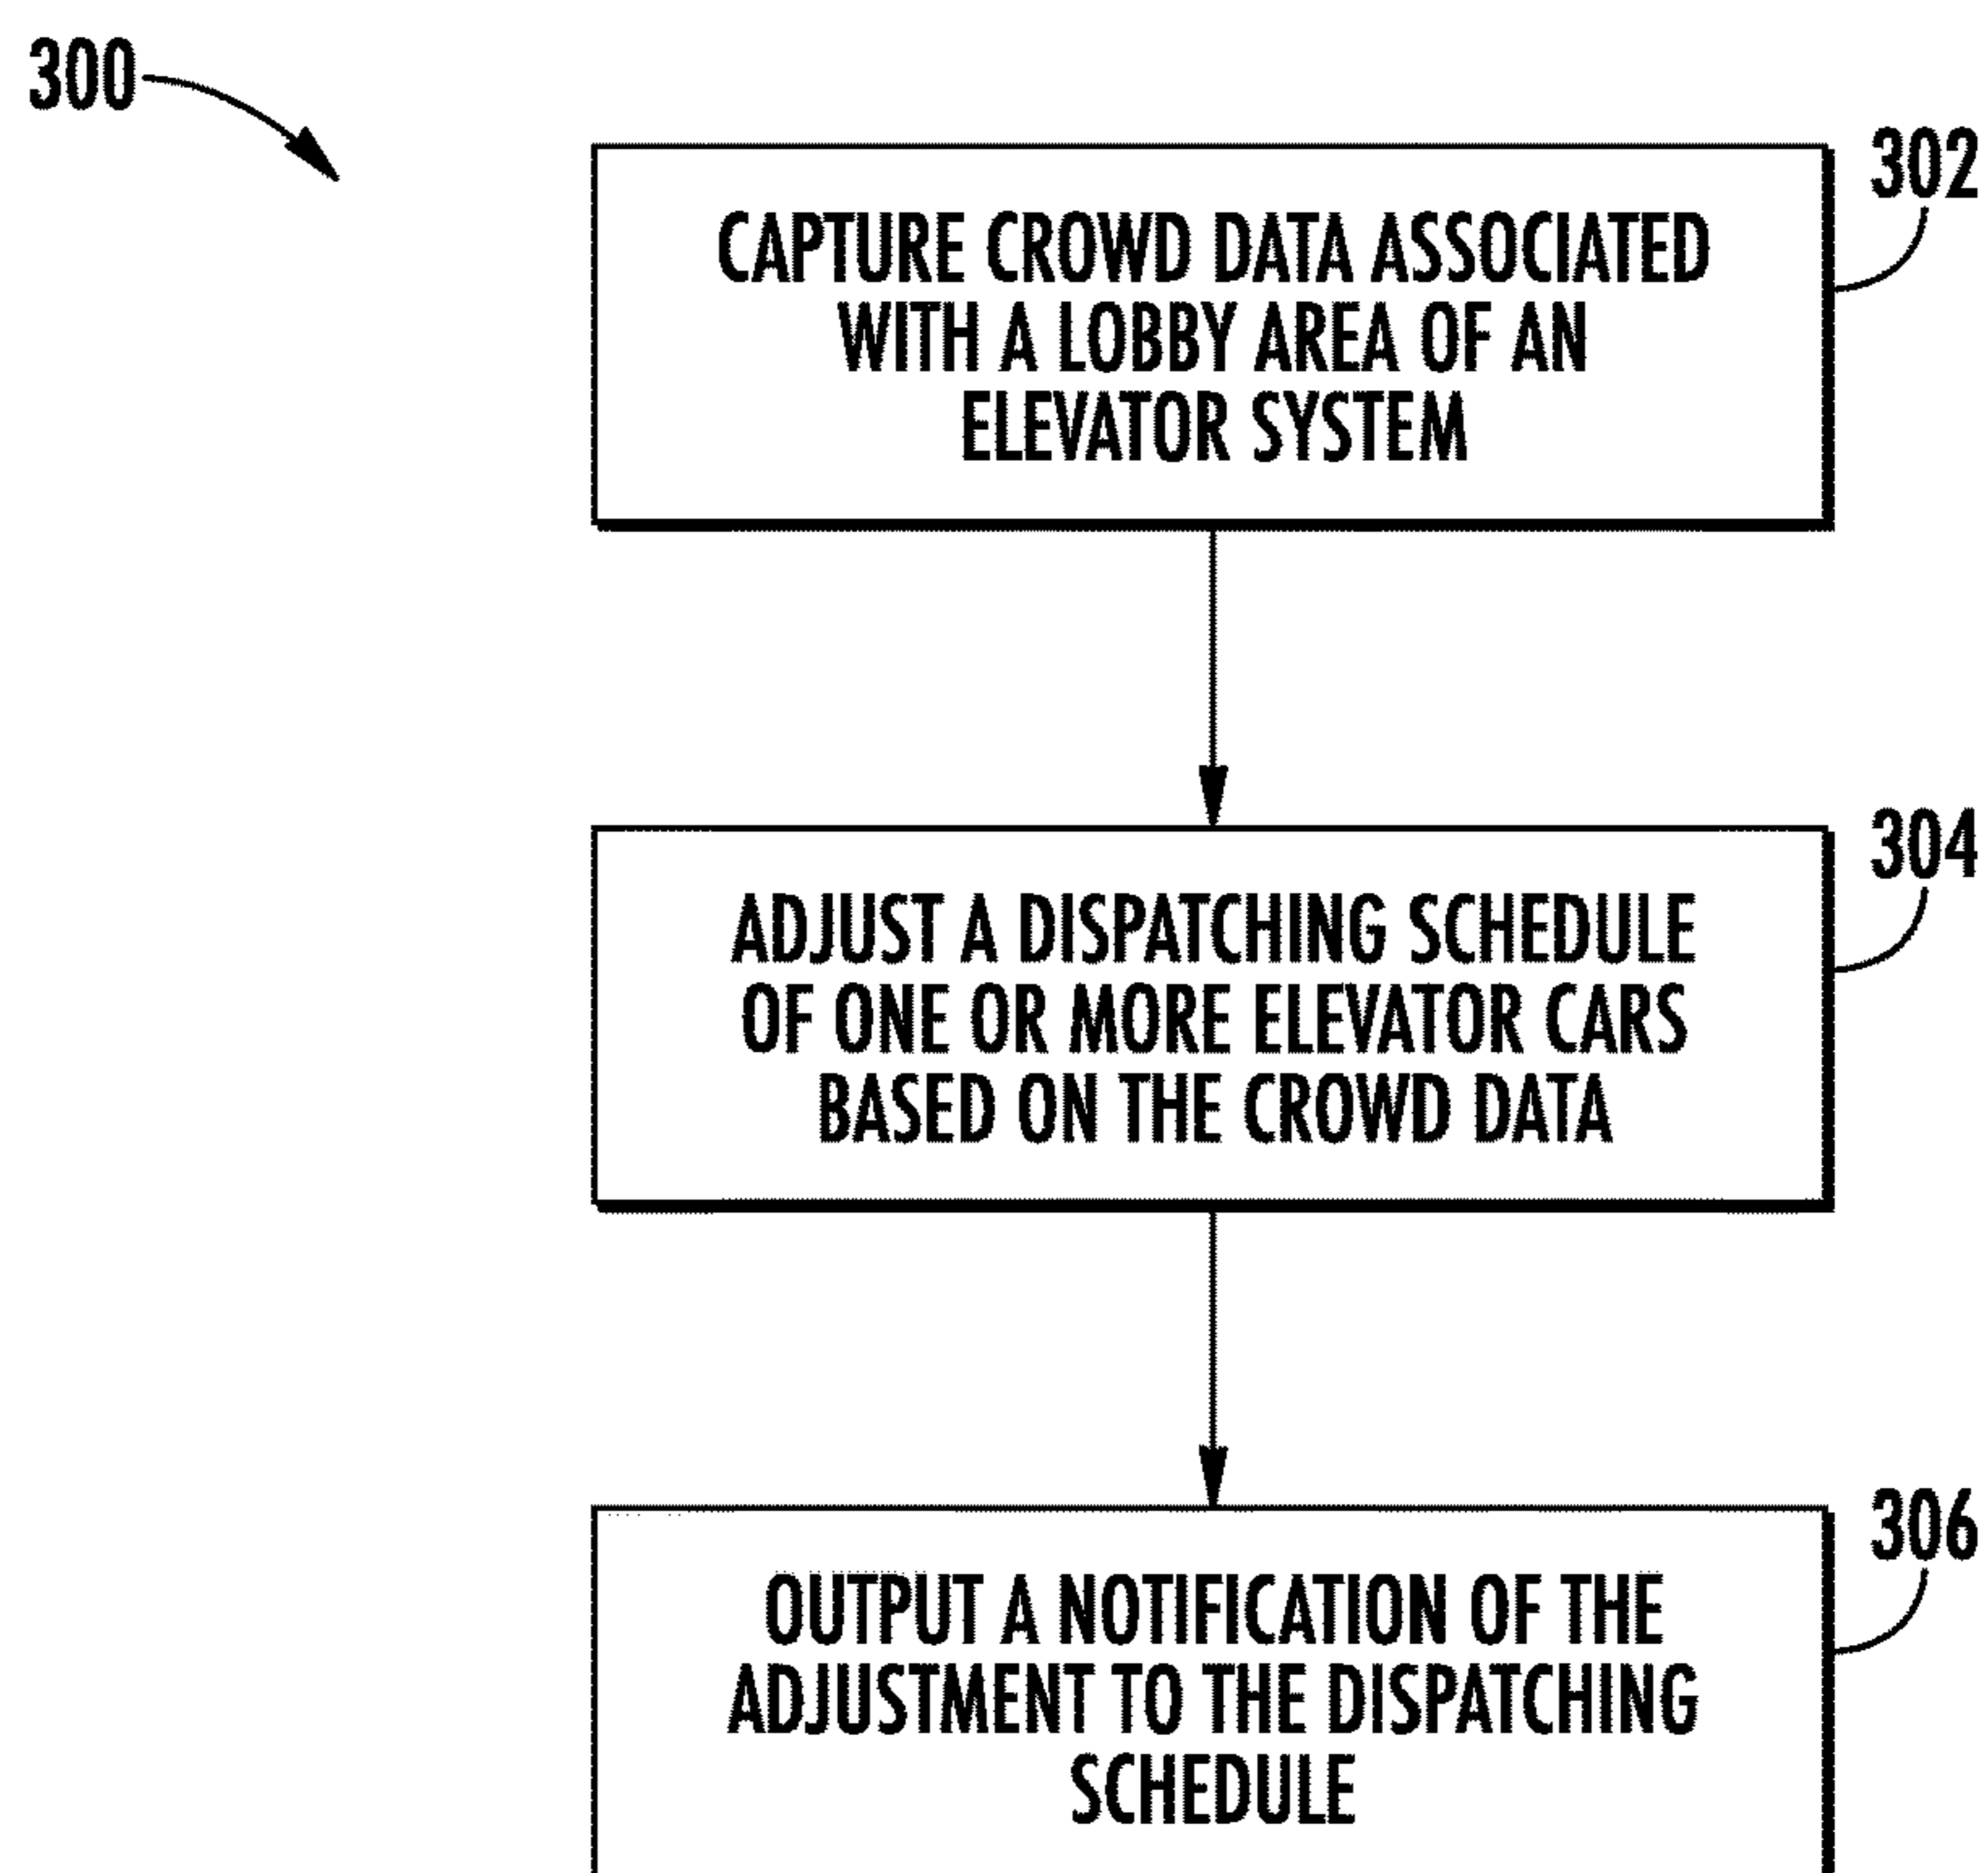 300
302
CAPTURE CROWD DATA ASSOCIATED
WITH A LOBBY AREA OF AN
ELEVATOR SYSTEM
304
ADJUST A DISPATCHING SCHEDULE
OF ONE OR MORE ELEVATOR CARS
BASED ON THE CROWD DATA
306
OUTPUT A NOTIFICATION OF THE
ADJUSTMENT TO THE DISPATCHING
SCHEDULE